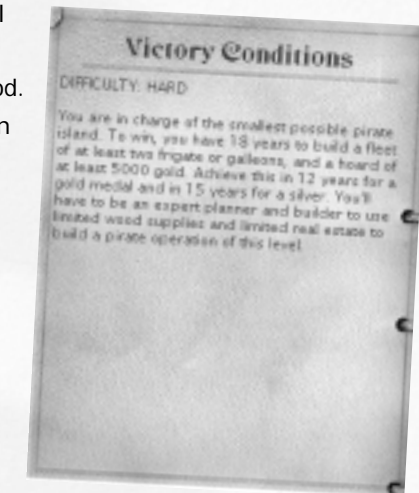 l
od.
n
Victory Conditions
DIFFICULTY: HARD
You are in charge of the smallest possible pirate
island. To win, you have 18 years to build a fleet
of at least two frigate or galleons, and a hoard of
at least 5000 gold. Achieve this in 12 years for a
gold medal and in 15 years for a silver. You'll
have to be an expert planner and builder to use
limited wood supplies and limited real estate to
build a pirate operation of this level.